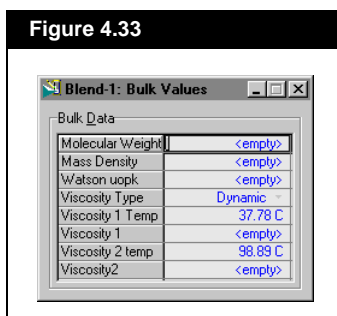 Figure 4.33
Blend-1: Bulk Values
Bulk Data
Molecular Weight <empty>
Mass Density <empty>
Watson uopk <empty>
Viscosity Type Dynamic
Viscosity 1 Temp 37.78 C
Viscosity 1 <empty>
Viscosity 2 temp 98.89 C
Viscosity2 <empty>